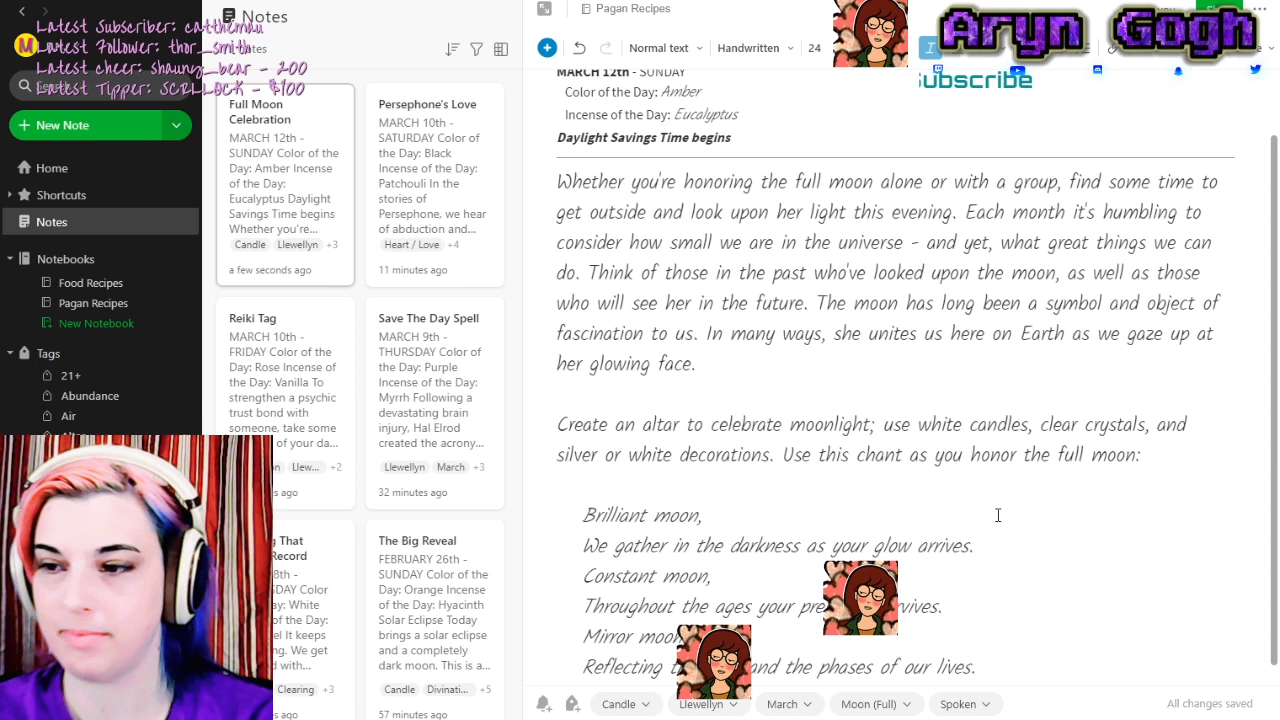 Latest Subscriber: catthemau
Latest Follower: thor_smith
Latest cheer: shaunz_bear - 200
Latest Tipper: SCRLLOCK - $100
Notes
+ New Note
Home
Shortcuts
Notes
Notebooks
Food Recipes
Pagan Recipes
New Notebook
Tags
21+
Abundance
Air
Full Moon
Celebration
MARCH 12th -
SUNDAY Color of the
Day: Amber Incense
of the Day:
Eucalyptus Daylight
Savings Time begins
Whether you're...
Candle Llewellyn +3
a few seconds ago
Persephone's Love
MARCH 10th -
SATURDAY Color of
the Day: Black
Incense of the Day:
Patchouli In the
stories of
Persephone, we hear
of abduction and...
Heart / Love +4
11 minutes ago
Reiki Tag
MARCH 10th -
FRIDAY Color of the
Day: Rose Incense of
the Day: Vanilla To
strengthen a psychic
trust bond with
someone, take some
of your da...
Llew... +2
Save The Day Spell
MARCH 9th -
THURSDAY Color of
the Day: Purple
Incense of the Day:
Myrrh Following a
devastating brain
injury, Hal Elrod
created the acrony...
Llewellyn March +3
32 minutes ago
That
Record
White
It keeps
We get
with...
Clearing +3
The Big Reveal
FEBRUARY 26th -
SUNDAY Color of the
Day: Orange Incense
of the Day: Hyacinth
Solar Eclipse Today
brings a solar eclipse
and a completely
dark moon. This is a...
Candle Divinati... +5
57 minutes ago
Pagan Recipes
Normal text Handwritten 24
Aryn Gogh
Subscribe
MARCH 12th - SUNDAY
Color of the Day: Amber
Incense of the Day: Eucalyptus
Daylight Savings Time begins
Whether you're honoring the full moon alone or with a group, find some time to
get outside and look upon her light this evening. Each month it's humbling to
consider how small we are in the universe - and yet, what great things we can
do. Think of those in the past who've looked upon the moon, as well as those
who will see her in the future. The moon has long been a symbol and object of
fascination to us. In many ways, she unites us here on Earth as we gaze up at
her glowing face.
Create an altar to celebrate moonlight; use white candles, clear crystals, and
silver or white decorations. Use this chant as you honor the full moon:
Brilliant moon,
We gather in the darkness as your glow arrives.
Constant moon,
Throughout the ages your
Mirror moon
Reflecting and the phases of our lives.
Candle Llewellyn March Moon (Full) Spoken
All changes saved